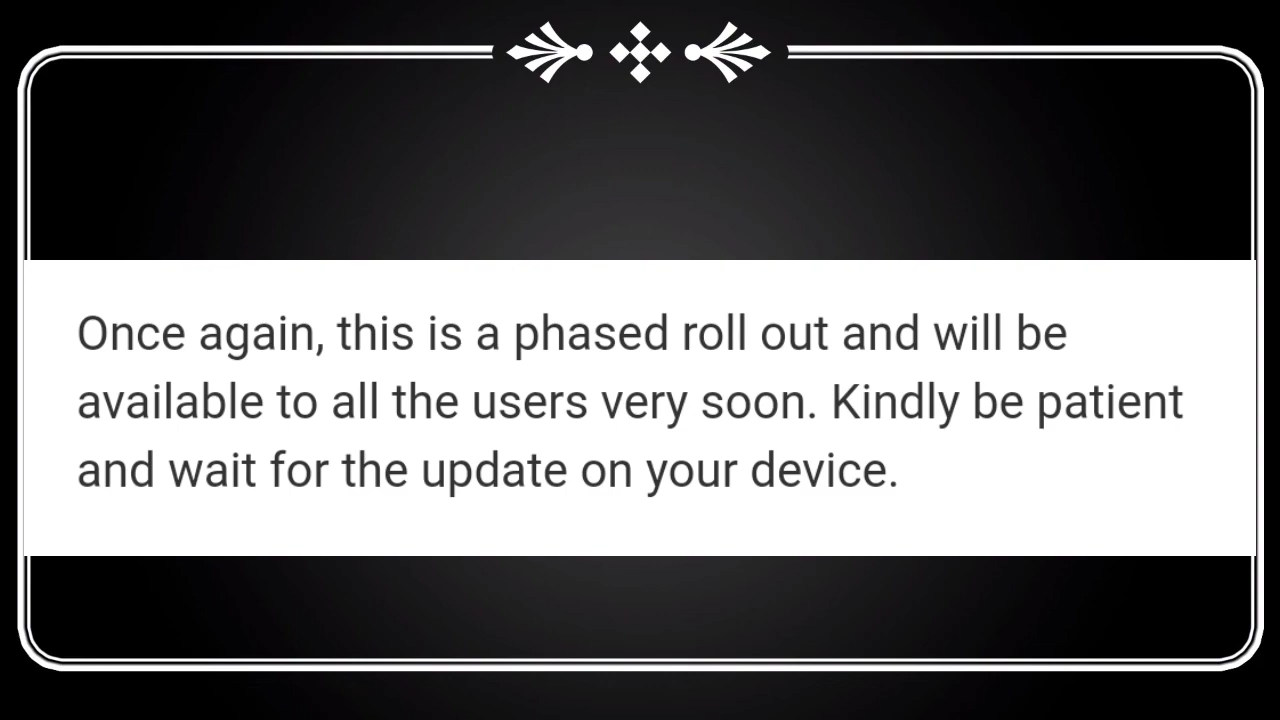 Once again, this is a phased roll out and will be
available to all the users very soon. Kindly be patient
and wait for the update on your device.